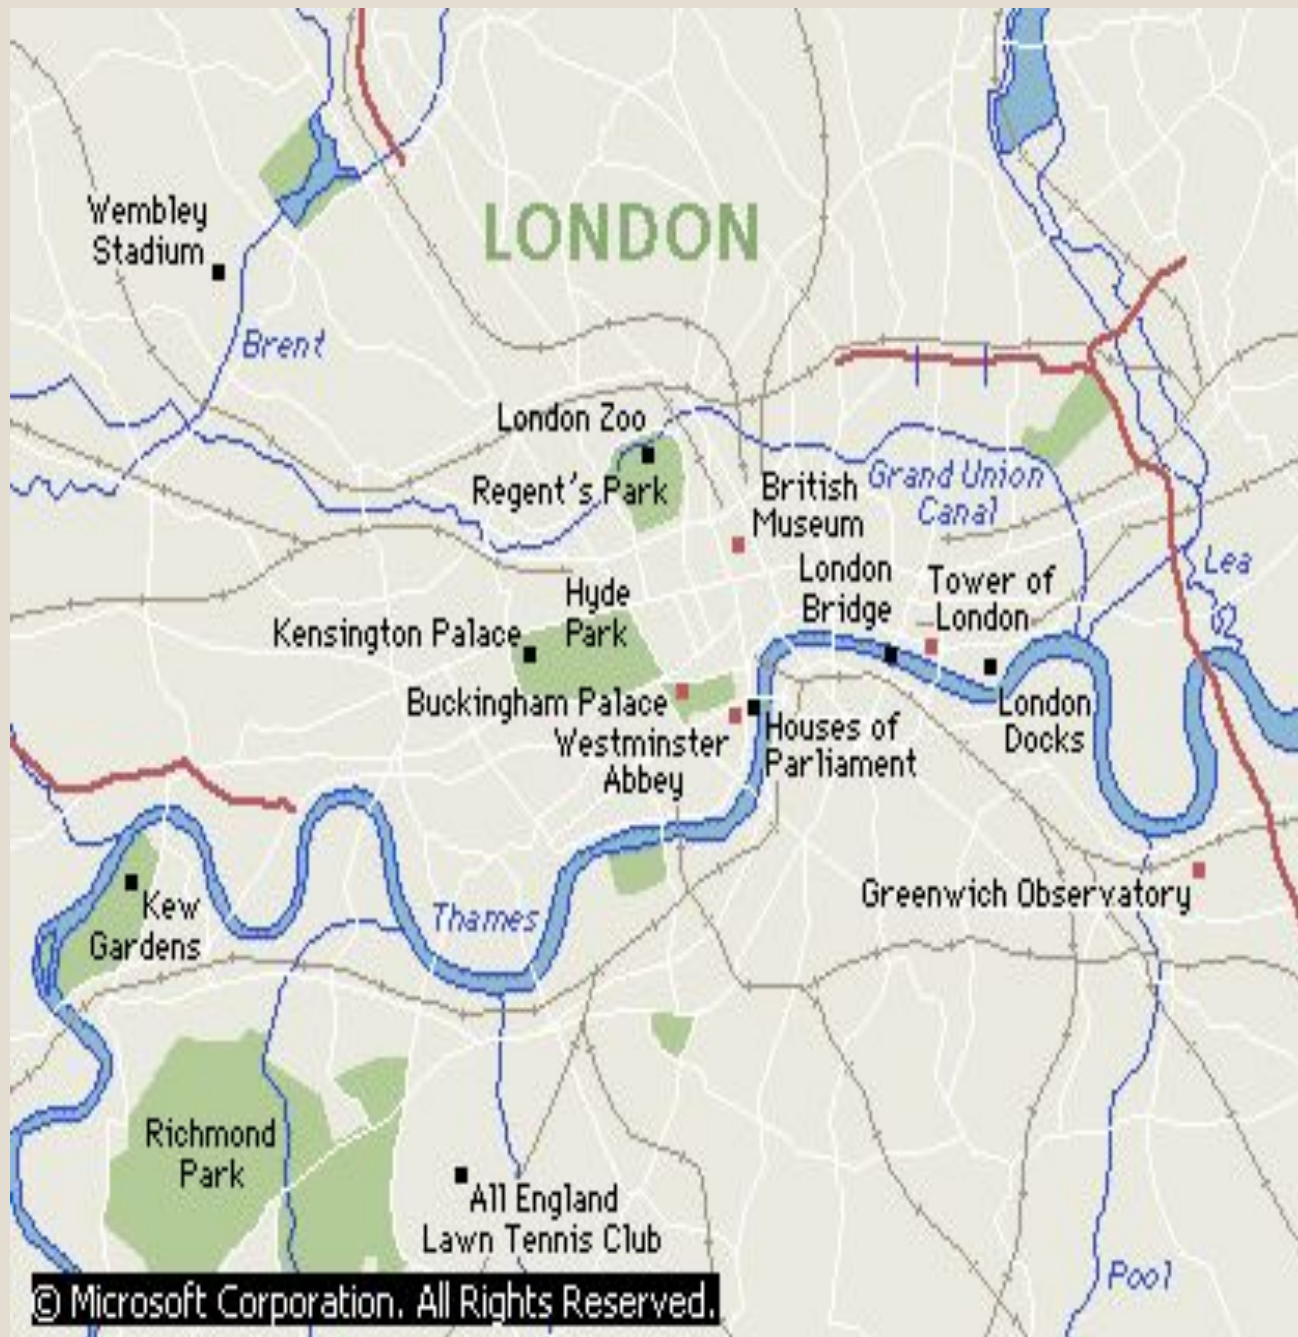 LONDON
Wembley
Stadium
Brent
London Zoo
Regent's Park
British
Museum
Grand Union
Canal
London
Bridge
Tower of
London
Lea
Hyde
Park
Kensington Palace
Buckingham Palace
Westminster
Abbey
Houses of
Parliament
London
Docks
Kew
Gardens
Thames
Greenwich Observatory
Richmond
Park
All England
Lawn Tennis Club
Pool
© Microsoft Corporation. All Rights Reserved.